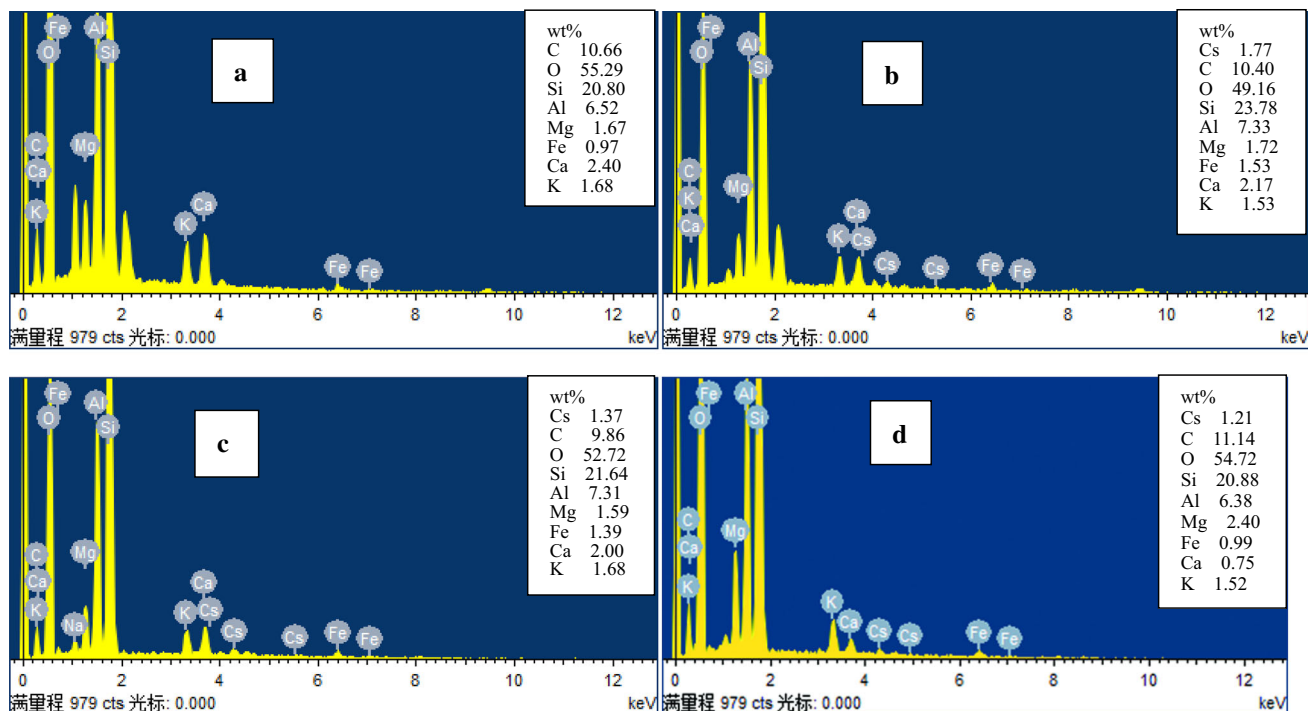 Fe Al
O Si
a
wt%
C 10.66
O 55.29
Si 20.80
Al 6.52
Mg 1.67
Fe 0.97
Ca 2.40
K 1.68
C Mg
Ca
K K Ca
Fe Fe
0 2 4 6 8 10 12
满量程 979 cts 光标: 0.000 keV
Fe Al
O Si
b
wt%
Cs 1.77
C 10.40
O 49.16
Si 23.78
Al 7.33
Mg 1.72
Fe 1.53
Ca 2.17
K 1.53
C
K Mg
Ca K Ca Cs
Cs Cs Fe Fe
0 2 4 6 8 10 12
满量程 979 cts 光标: 0.000 keV
Fe Al
O Si
c
wt%
Cs 1.37
C 9.86
O 52.72
Si 21.64
Al 7.31
Mg 1.59
Fe 1.39
Ca 2.00
K 1.68
C Mg
Ca Ca
K Na K Cs Cs Cs Fe Fe
0 2 4 6 8 10 12
满量程 979 cts 光标: 0.000 keV
Fe Al
O Si
d
wt%
Cs 1.21
C 11.14
O 54.72
Si 20.88
Al 6.38
Mg 2.40
Fe 0.99
Ca 0.75
K 1.52
C Mg
Ca
K K Ca Cs Cs Fe Fe
0 2 4 6 8 10 12
满量程 979 cts 光标: 0.000 keV